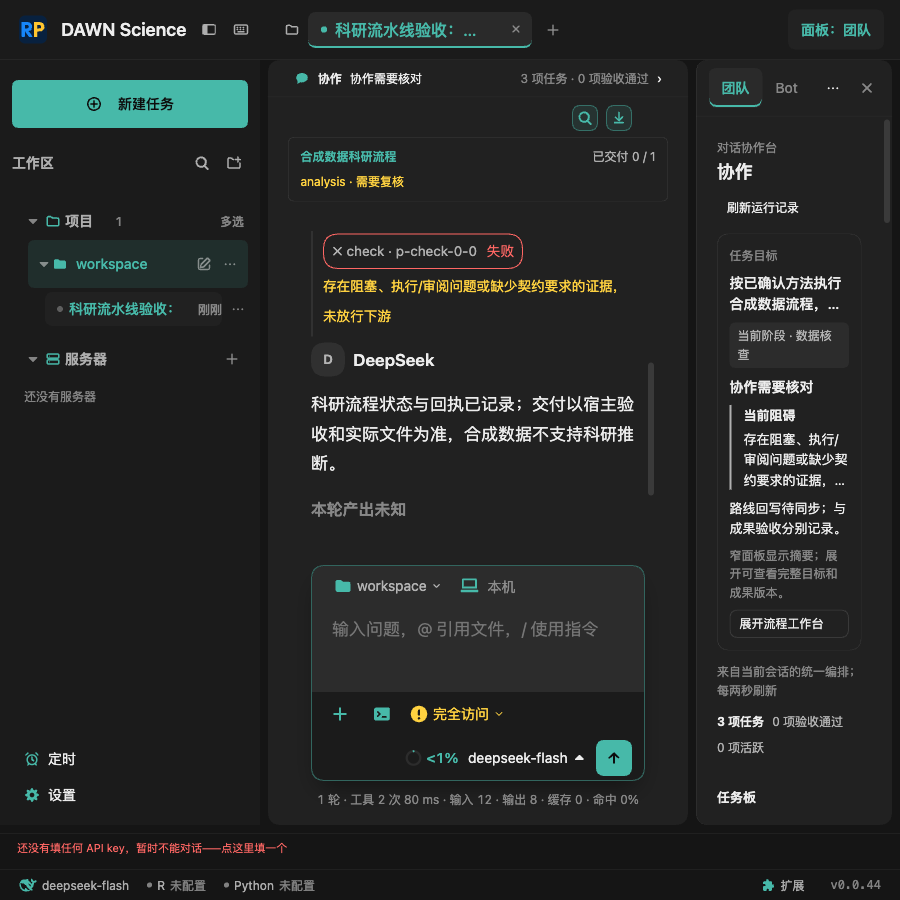 RP DAWN Science
科研流水线验收：...
面板：团队
新建任务
工作区
项目 1 多选
workspace
科研流水线验收： 刚刚
服务器
还没有服务器
定时
设置
协作 协作需要核对 3 项任务 · 0 项验收通过
合成数据科研流程 已交付 0 / 1
analysis · 需要复核
check · p-check-0-0 失败
存在阻塞、执行/审阅问题或缺少契约要求的证据，
未放行下游
D DeepSeek
科研流程状态与回执已记录；交付以宿主验
收和实际文件为准，合成数据不支持科研推
断。
本轮产出未知
workspace 本机
输入问题，@ 引用文件，/ 使用指令
完全访问
<1% deepseek-flash
1 轮 · 工具 2 次 80 ms · 输入 12 · 输出 8 · 缓存 0 · 命中 0%
团队 Bot
对话协作台
协作
刷新运行记录
任务目标
按已确认方法执行
合成数据流程，...
当前阶段 · 数据核
查
协作需要核对
当前阻碍
存在阻塞、执行/
审阅问题或缺少契
约要求的证据，...
路线回写待同步；与
成果验收分别记录。
窄面板显示摘要；展
开可查看完整目标和
成果版本。
展开流程工作台
来自当前会话的统一编排；
每两秒刷新
3 项任务 0 项验收通过
0 项活跃
任务板
还没有填任何 API key，暂时不能对话——点这里填一个
deepseek-flash R 未配置 Python 未配置
扩展 v0.0.44